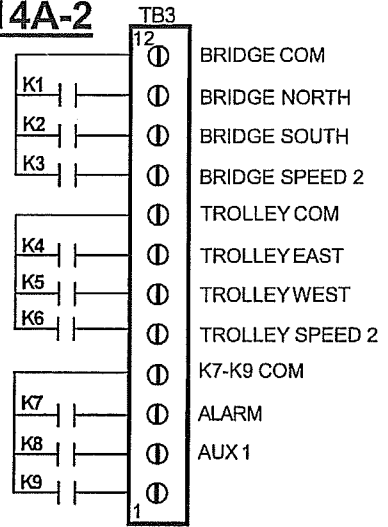 14A-2
TB3
12
BRIDGE COM
K1
BRIDGE NORTH
K2
BRIDGE SOUTH
K3
BRIDGE SPEED 2
TROLLEY COM
K4
TROLLEY EAST
K5
TROLLEY WEST
K6
TROLLEY SPEED 2
K7-K9 COM
K7
ALARM
K8
AUX 1
K9
1